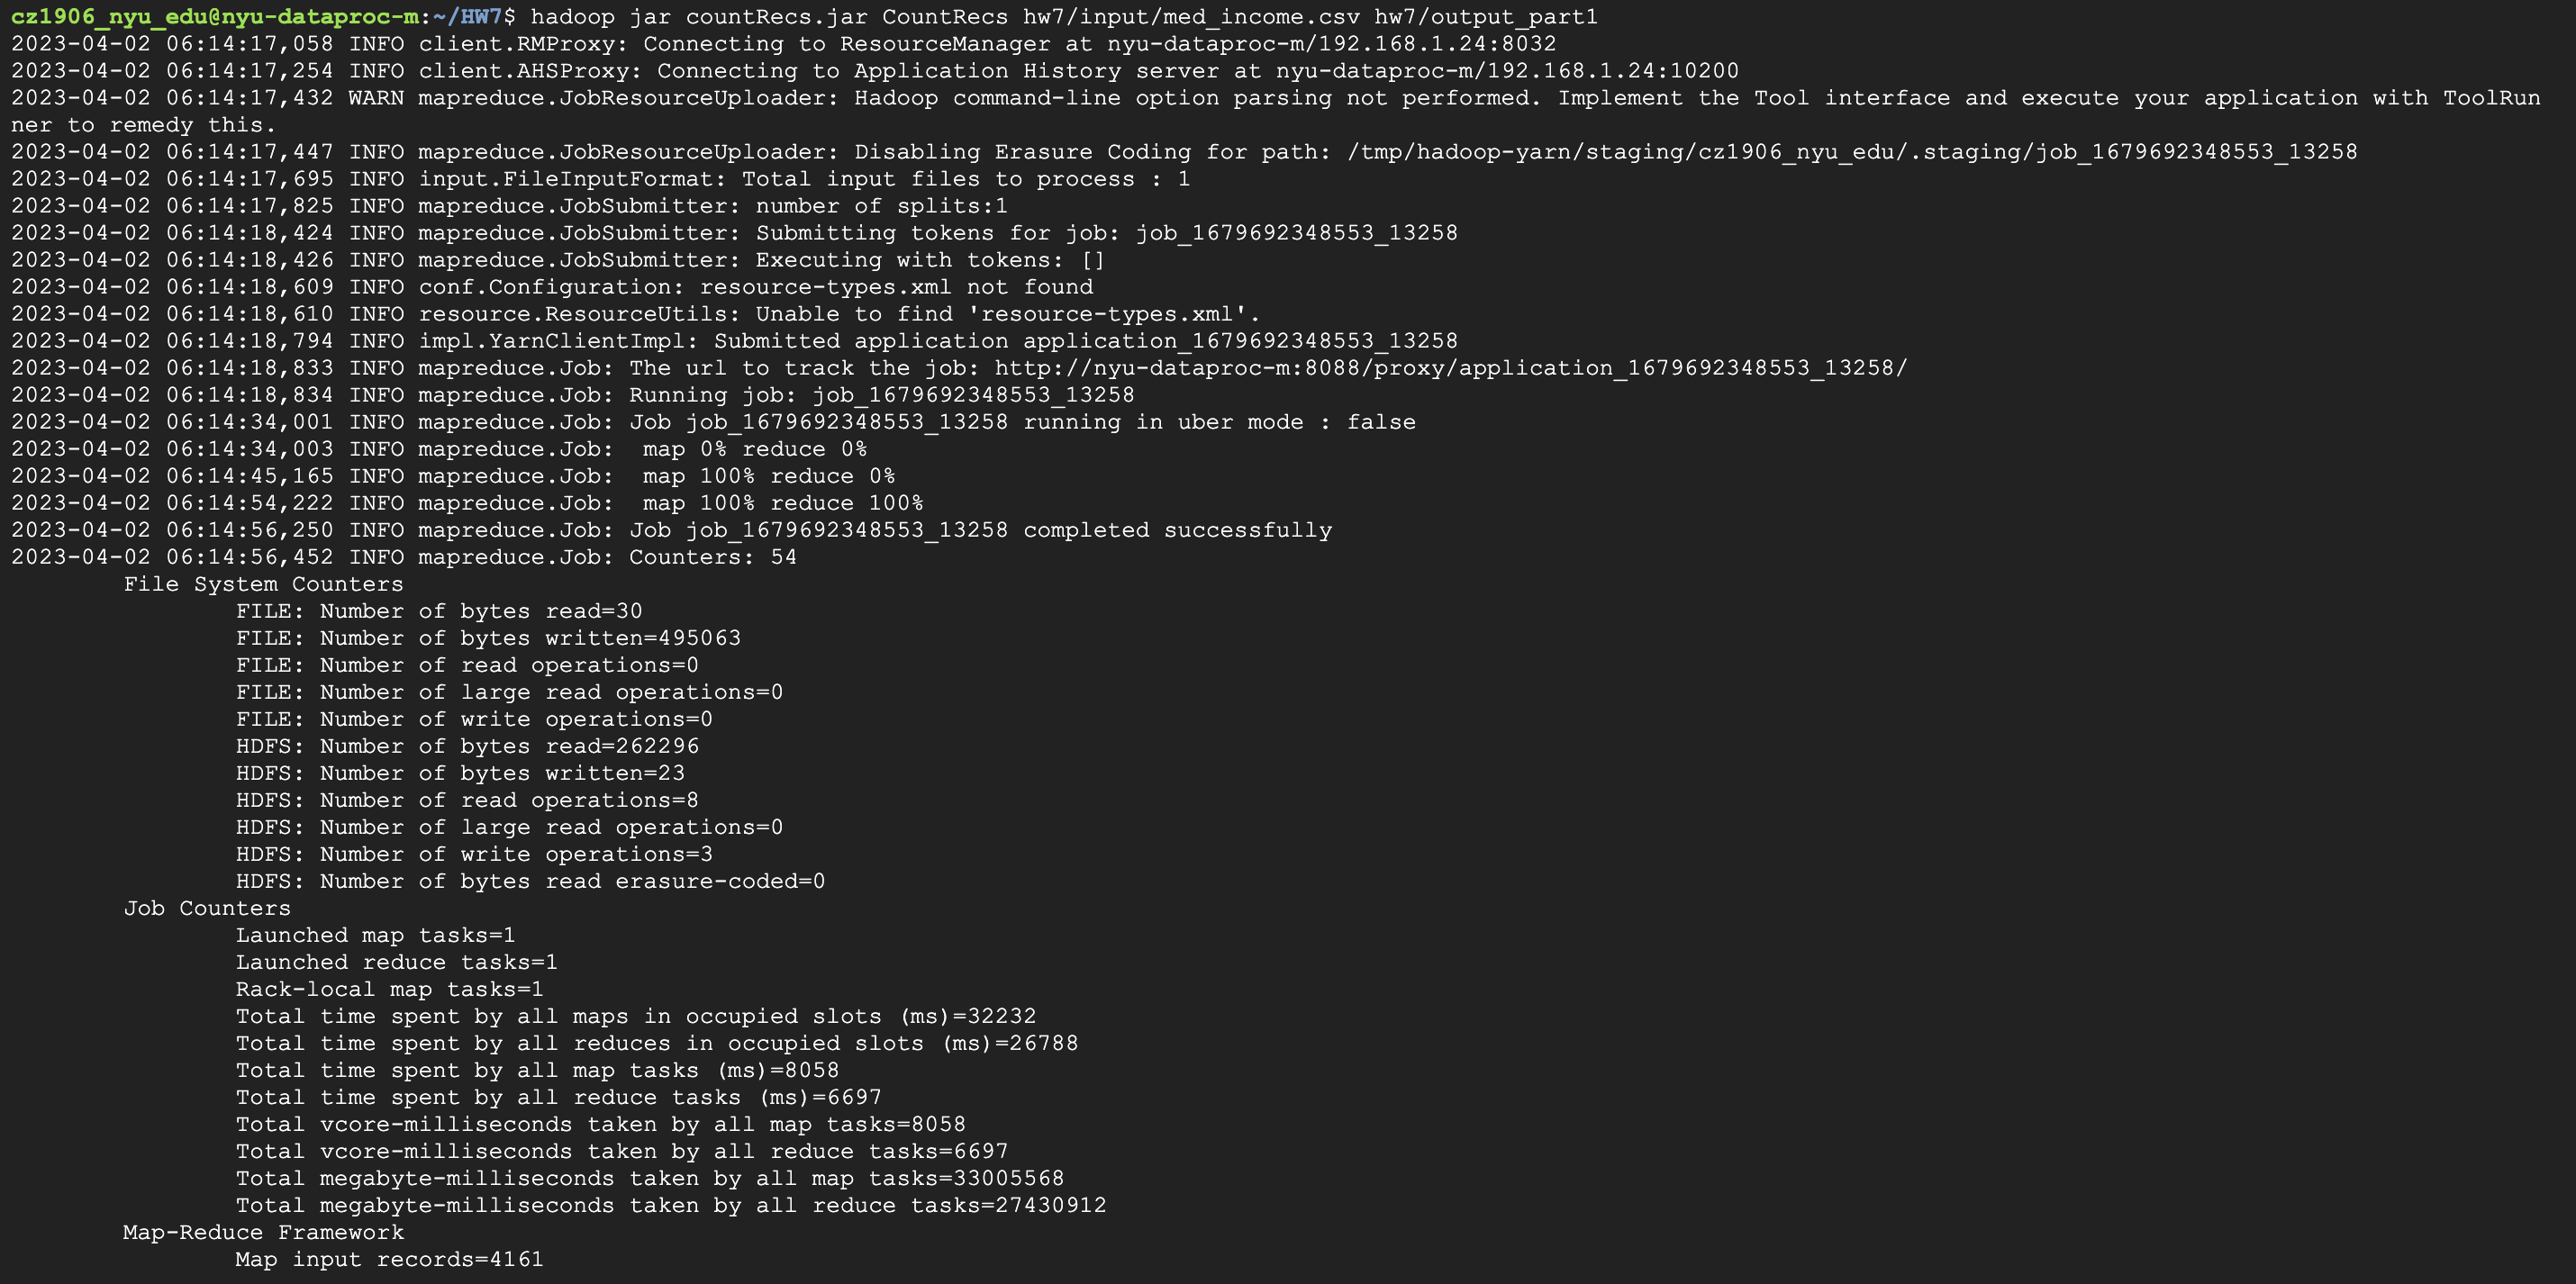 cz1906_nyu_edu@nyu-dataproc-m:~/HW7$ hadoop jar countRecs.jar CountRecs hw7/input/med_income.csv hw7/output_part1
2023-04-02 06:14:17,058 INFO client.RMProxy: Connecting to ResourceManager at nyu-dataproc-m/192.168.1.24:8032
2023-04-02 06:14:17,254 INFO client.AHSProxy: Connecting to Application History server at nyu-dataproc-m/192.168.1.24:10200
2023-04-02 06:14:17,432 WARN mapreduce.JobResourceUploader: Hadoop command-line option parsing not performed. Implement the Tool interface and execute your application with ToolRun
ner to remedy this.
2023-04-02 06:14:17,447 INFO mapreduce.JobResourceUploader: Disabling Erasure Coding for path: /tmp/hadoop-yarn/staging/cz1906_nyu_edu/.staging/job_1679692348553_13258
2023-04-02 06:14:17,695 INFO input.FileInputFormat: Total input files to process : 1
2023-04-02 06:14:17,825 INFO mapreduce.JobSubmitter: number of splits:1
2023-04-02 06:14:18,424 INFO mapreduce.JobSubmitter: Submitting tokens for job: job_1679692348553_13258
2023-04-02 06:14:18,426 INFO mapreduce.JobSubmitter: Executing with tokens: []
2023-04-02 06:14:18,609 INFO conf.Configuration: resource-types.xml not found
2023-04-02 06:14:18,610 INFO resource.ResourceUtils: Unable to find 'resource-types.xml'.
2023-04-02 06:14:18,794 INFO impl.YarnClientImpl: Submitted application application_1679692348553_13258
2023-04-02 06:14:18,833 INFO mapreduce.Job: The url to track the job: http://nyu-dataproc-m:8088/proxy/application_1679692348553_13258/
2023-04-02 06:14:18,834 INFO mapreduce.Job: Running job: job_1679692348553_13258
2023-04-02 06:14:34,001 INFO mapreduce.Job: Job job_1679692348553_13258 running in uber mode : false
2023-04-02 06:14:34,003 INFO mapreduce.Job:  map 0% reduce 0%
2023-04-02 06:14:45,165 INFO mapreduce.Job:  map 100% reduce 0%
2023-04-02 06:14:54,222 INFO mapreduce.Job:  map 100% reduce 100%
2023-04-02 06:14:56,250 INFO mapreduce.Job: Job job_1679692348553_13258 completed successfully
2023-04-02 06:14:56,452 INFO mapreduce.Job: Counters: 54
File System Counters
FILE: Number of bytes read=30
FILE: Number of bytes written=495063
FILE: Number of read operations=0
FILE: Number of large read operations=0
FILE: Number of write operations=0
HDFS: Number of bytes read=262296
HDFS: Number of bytes written=23
HDFS: Number of read operations=8
HDFS: Number of large read operations=0
HDFS: Number of write operations=3
HDFS: Number of bytes read erasure-coded=0
Job Counters
Launched map tasks=1
Launched reduce tasks=1
Rack-local map tasks=1
Total time spent by all maps in occupied slots (ms)=32232
Total time spent by all reduces in occupied slots (ms)=26788
Total time spent by all map tasks (ms)=8058
Total time spent by all reduce tasks (ms)=6697
Total vcore-milliseconds taken by all map tasks=8058
Total vcore-milliseconds taken by all reduce tasks=6697
Total megabyte-milliseconds taken by all map tasks=33005568
Total megabyte-milliseconds taken by all reduce tasks=27430912
Map-Reduce Framework
Map input records=4161